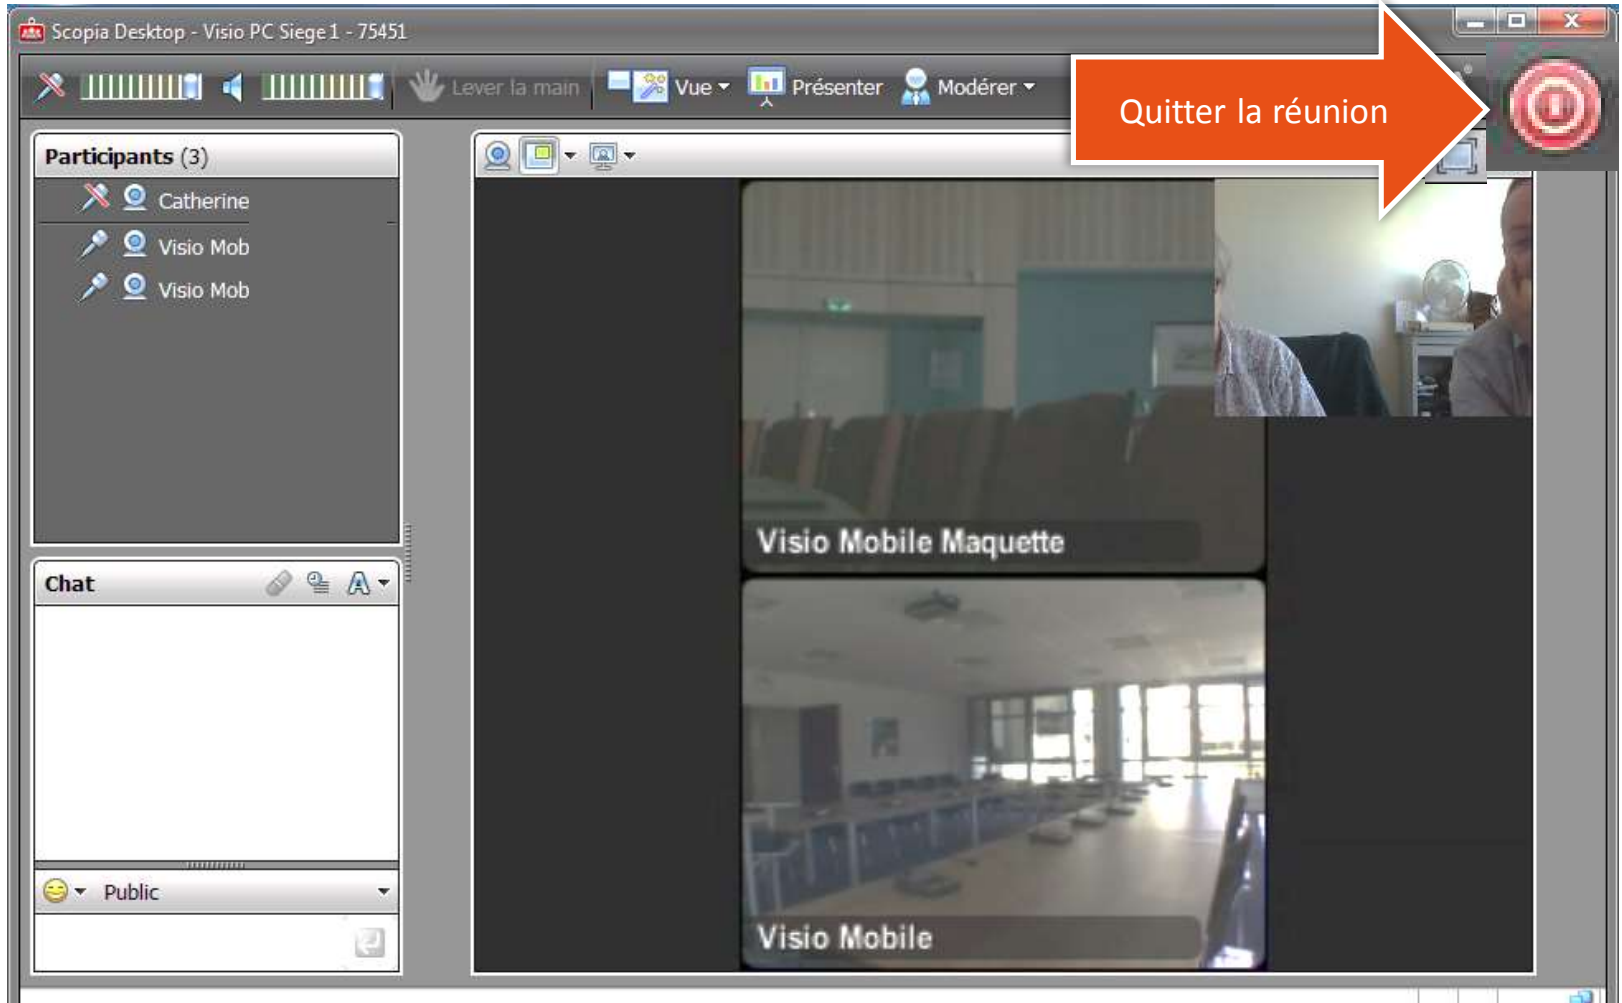 Scopia Desktop - Visio PC Siege 1 - 75451
Lever la main
Vue
Présenter
Modérer
Quitter la réunion
Participants (3)
Catherine
Visio Mob
Visio Mob
Visio Mobile Maquette
Chat
Public
Visio Mobile